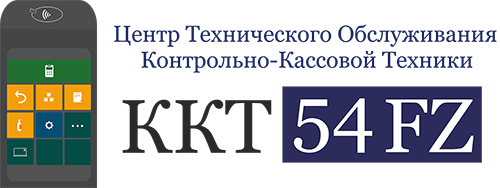 Центр Технического Обслуживания
Контрольно-Кассовой Техники
ККТ 54 FZ